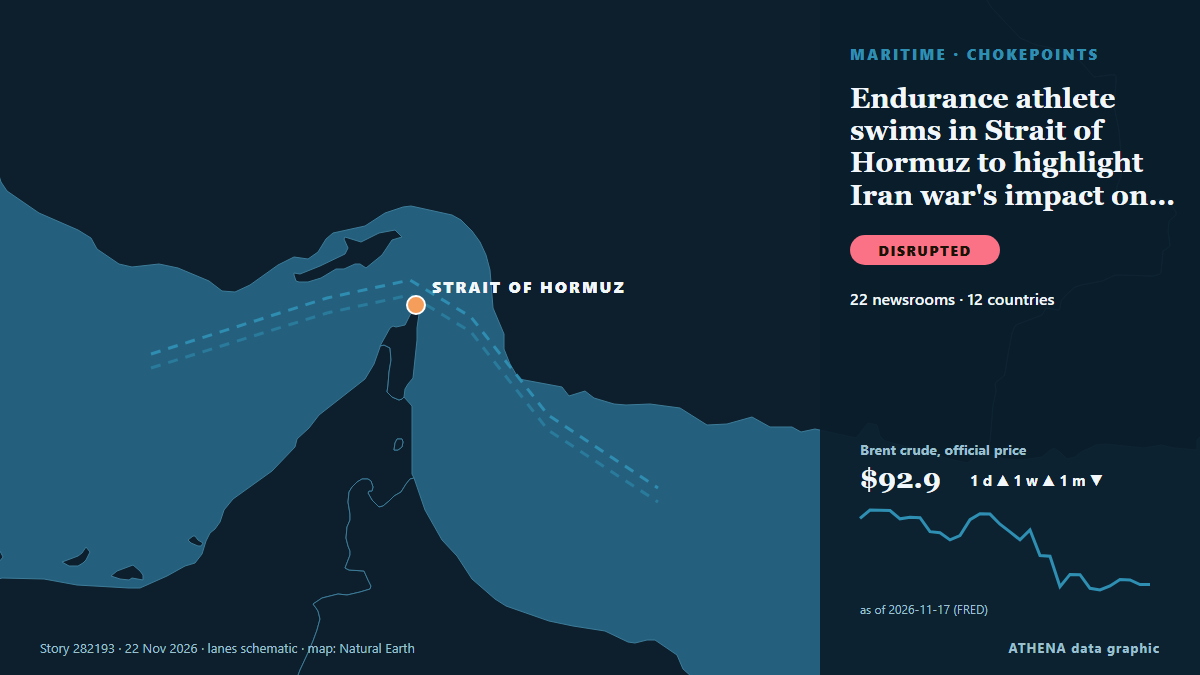 MARITIME · CHOKEPOINTS
Endurance athlete
swims in Strait of
Hormuz to highlight
Iran war's impact on...
DISRUPTED
22 newsrooms · 12 countries
STRAIT OF HORMUZ
Brent crude, official price
$92.9 1 d ▲ 1 w ▲ 1 m ▼
as of 2026-11-17 (FRED)
Story 282193 · 22 Nov 2026 · lanes schematic · map: Natural Earth
ATHENA data graphic